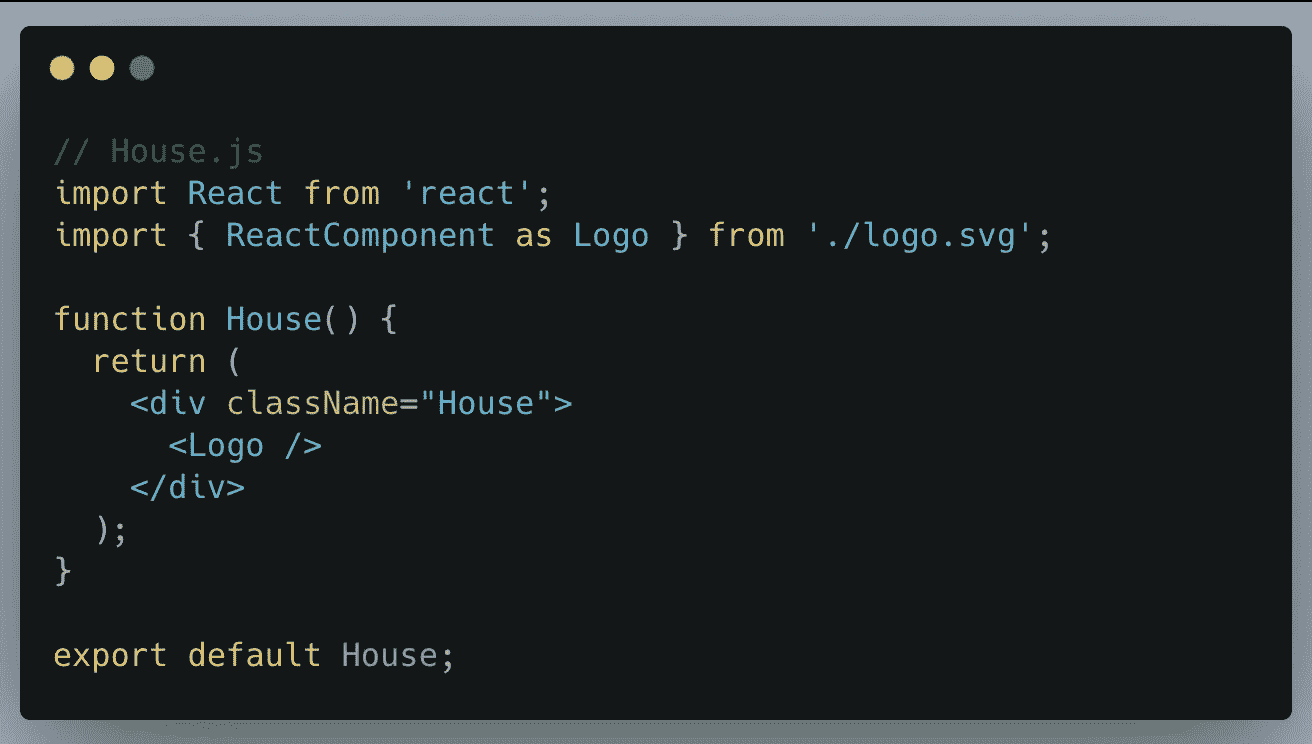 // House.js
import React from 'react';
import { ReactComponent as Logo } from './logo.svg';
function House() {
  return (
    <div className="House">
      <Logo />
    </div>
  );
}
export default House;